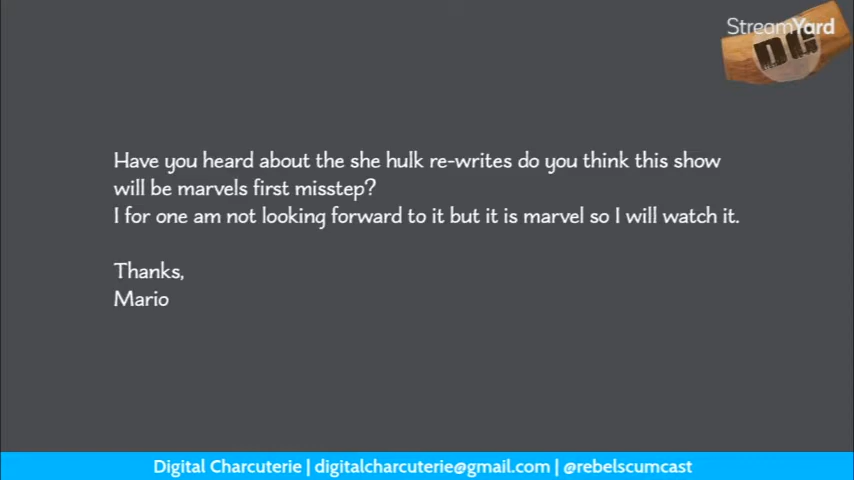 StreamYard
DC
Have you heard about the she hulk re-writes do you think this show
will be marvels first misstep?
I for one am not looking forward to it but it is marvel so I will watch it.
Thanks,
Mario
Digital Charcuterie | digitalcharcuterie@gmail.com | @rebelscumcast